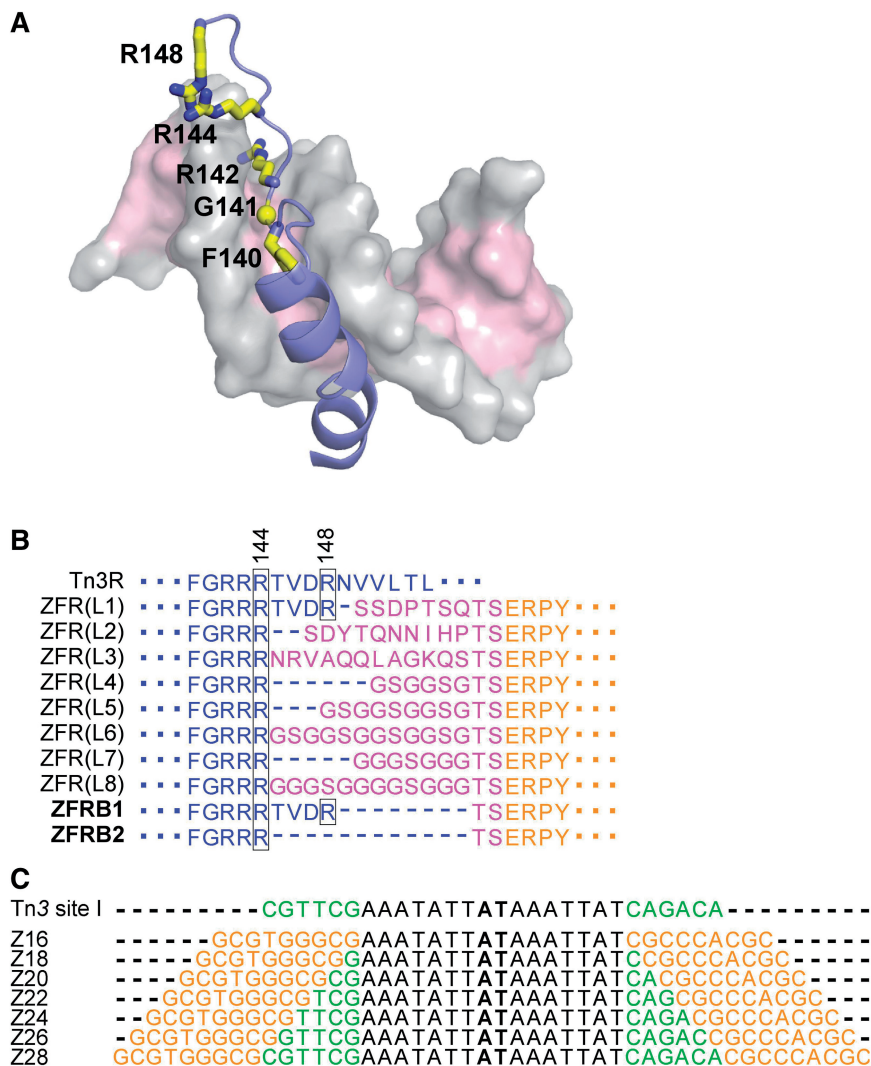 A
R148
R144
R142
G141
F140
B
144 148
Tn3R ···FGRRRTVDRNVVLTL···
ZFR(L1) ···FGRRRTVDR-SSDPTSQTSERPY···
ZFR(L2) ···FGRRR--SDYTQNNIHPTSERPY···
ZFR(L3) ···FGRRRNRVAQQLAGKQSTSERPY···
ZFR(L4) ···FGRRR------GSGGSGTSERPY···
ZFR(L5) ···FGRRR---GSGGSGGSGTSERPY···
ZFR(L6) ···FGRRRGSGGSGGSGGSGTSERPY···
ZFR(L7) ···FGRRR-----GGGSGGGTSERPY···
ZFR(L8) ···FGRRRGGGSGGGGSGGGTSERPY···
ZFRB1 ···FGRRRTVDR--------TSERPY···
ZFRB2 ···FGRRR------------TSERPY···
C
Tn3 site I ---------CGTTCGAAATATTATAAATTATCAGACA---------
Z16 ------GCGTGGGCGAAATATTATAAATTATCGCCCACGC------
Z18 -----GCGTGGGCGGAAATATTATAAATTATCCGCCCACGC-----
Z20 ----GCGTGGGCGCGAAATATTATAAATTATCACGCCCACGC----
Z22 ---GCGTGGGCGTCGAAATATTATAAATTATCAGCGCCCACGC---
Z24 --GCGTGGGCGTTCGAAATATTATAAATTATCAGACGCCCACGC--
Z26 -GCGTGGGCGGTTCGAAATATTATAAATTATCAGACCGCCCACGC-
Z28 GCGTGGGCGCGTTCGAAATATTATAAATTATCAGACACGCCCACGC